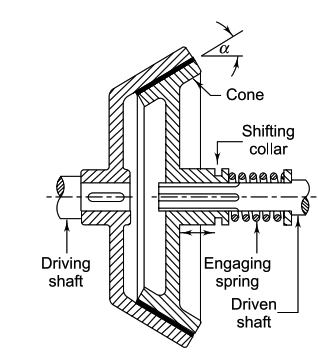 α
Cone
Shifting
collar
Driving
shaft
Engaging
spring
Driven
shaft